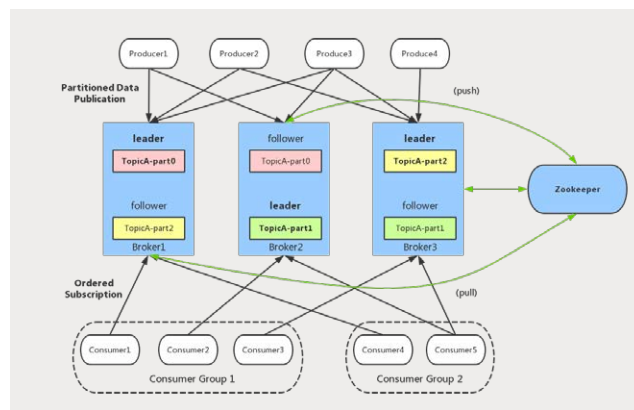 Producer1
Producer2
Producer3
Producer4
Partitioned Data
Publication
(push)
leader
TopicA-part0
follower
TopicA-part2
Broker1
follower
TopicA-part0
leader
TopicA-part1
Broker2
leader
TopicA-part2
follower
TopicA-part1
Broker3
Zookeeper
Ordered
Subscription
(pull)
Consumer1
Consumer2
Consumer3
Consumer4
Consumer5
Consumer Group 1
Consumer Group 2